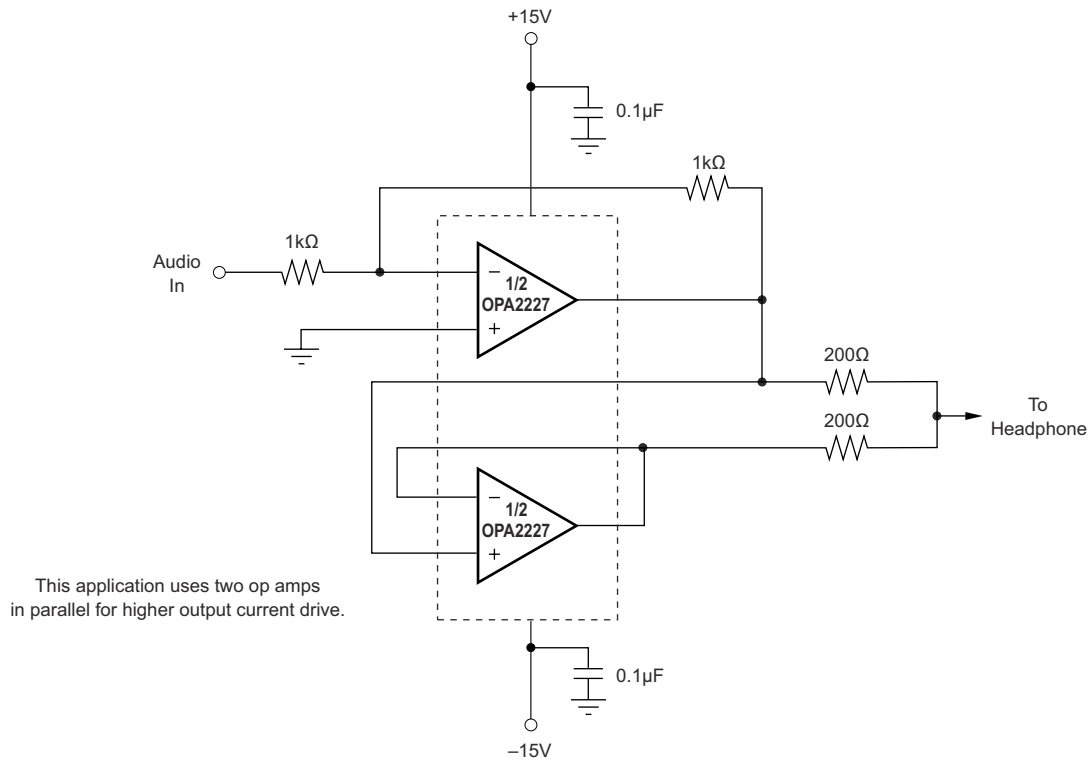 +15V
0.1µF
1kΩ
1kΩ
Audio
In
–
1/2
OPA2227
+
200Ω
200Ω
To
Headphone
–
1/2
OPA2227
+
This application uses two op amps
in parallel for higher output current drive.
0.1µF
–15V